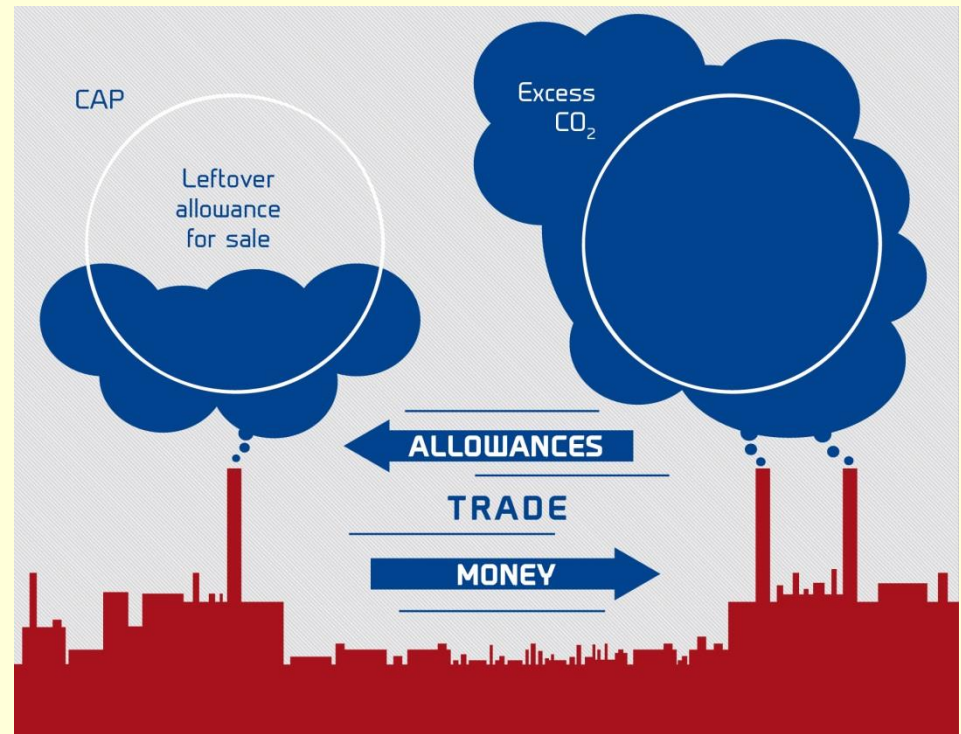 CAP
Leftover
allowance
for sale
Excess
CO₂
ALLOWANCES
TRADE
MONEY